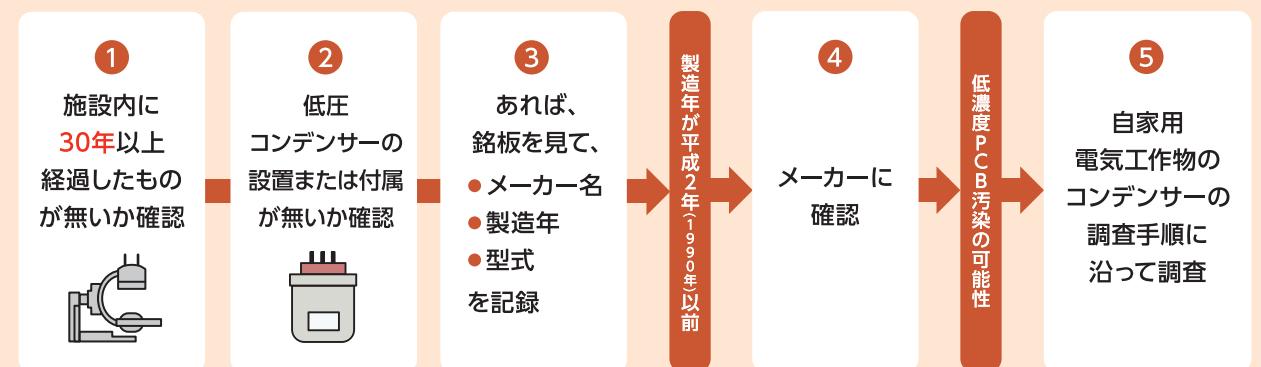 1
施設内に
30年以上
経過したもの
が無いか確認
2
低圧
コンデンサーの
設置または付属
が無いか確認
3
あれば、
銘板を見て、
●メーカー名
●製造年
●型式
を記録
製造年が平成2年(1990年)以前
4
メーカーに
確認
低濃度PCB汚染の可能性
5
自家用
電気工作物の
コンデンサーの
調査手順に
沿って調査